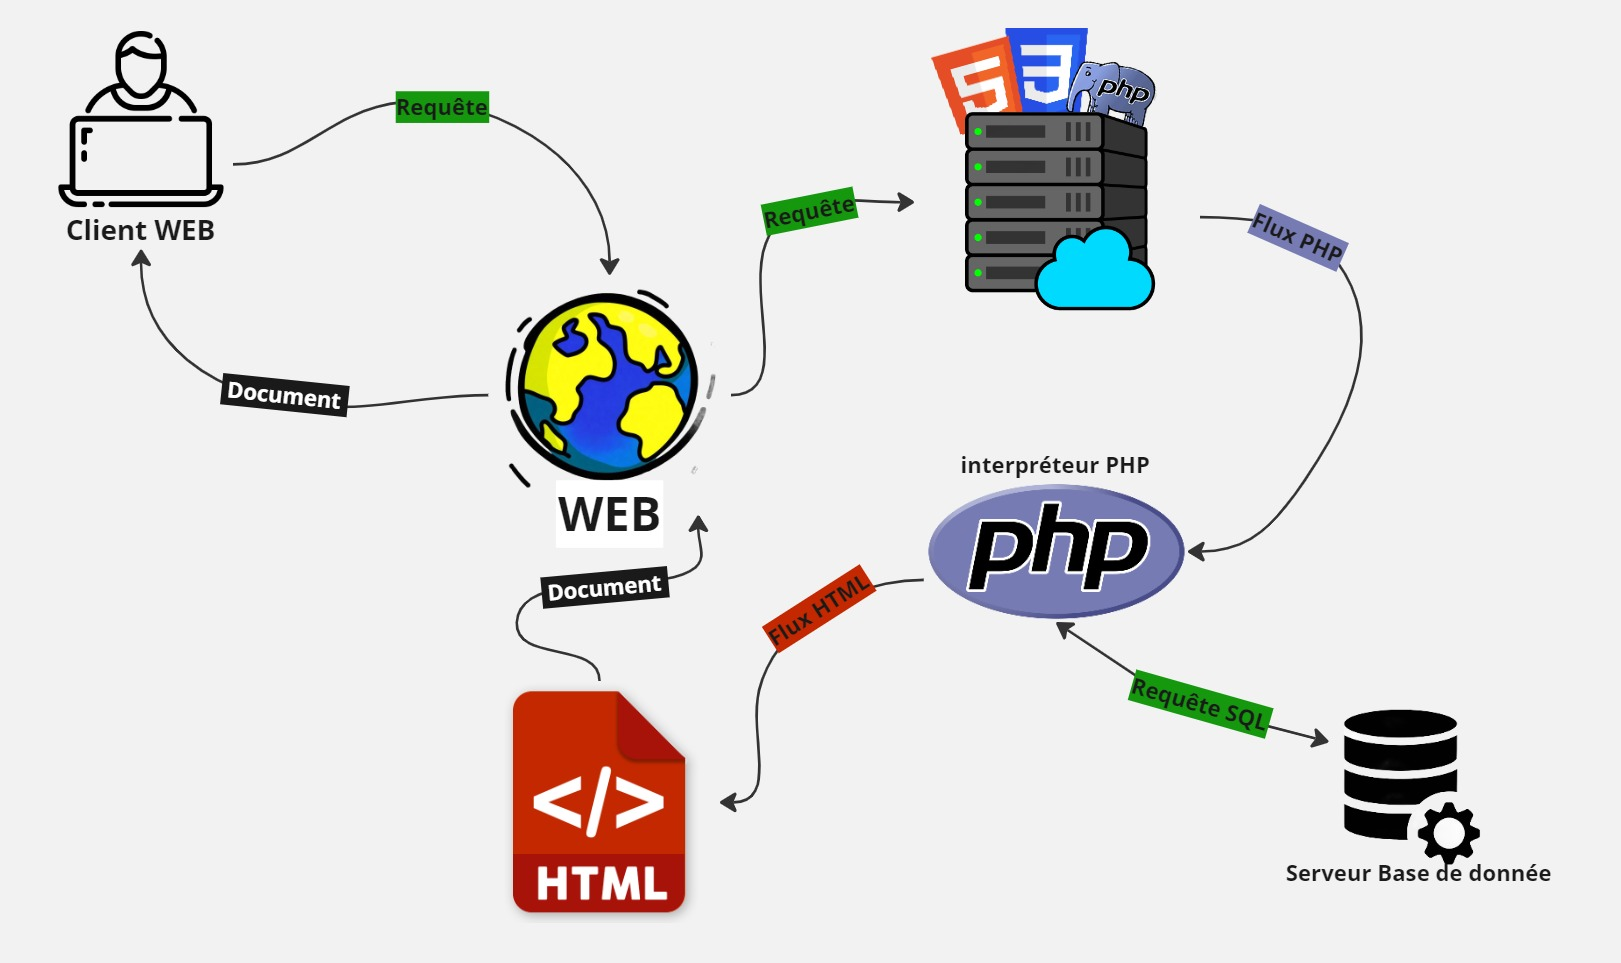 5
3
php
Requête
Client WEB
Requête
Flux PHP
Document
WEB
interpréteur PHP
php
Document
Flux HTML
Requête SQL
</>
HTML
Serveur Base de donnée